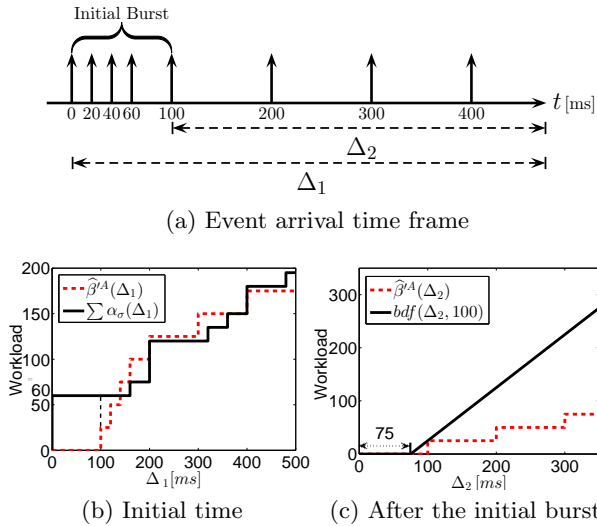 Initial Burst
0 20 40 60 100 200 300 400 t [ms]
Δ₂
Δ₁
(a) Event arrival time frame
200
150
100
60
50
0
Workload
β̂′ᴬ(Δ₁)
∑ α_σ(Δ₁)
0 100 200 300 400 500
Δ₁[ms]
(b) Initial time
300
200
100
0
Workload
β̂′ᴬ(Δ₂)
bdf(Δ₂, 100)
75
0 100 200 300
Δ₂ [ms]
(c) After the initial burst